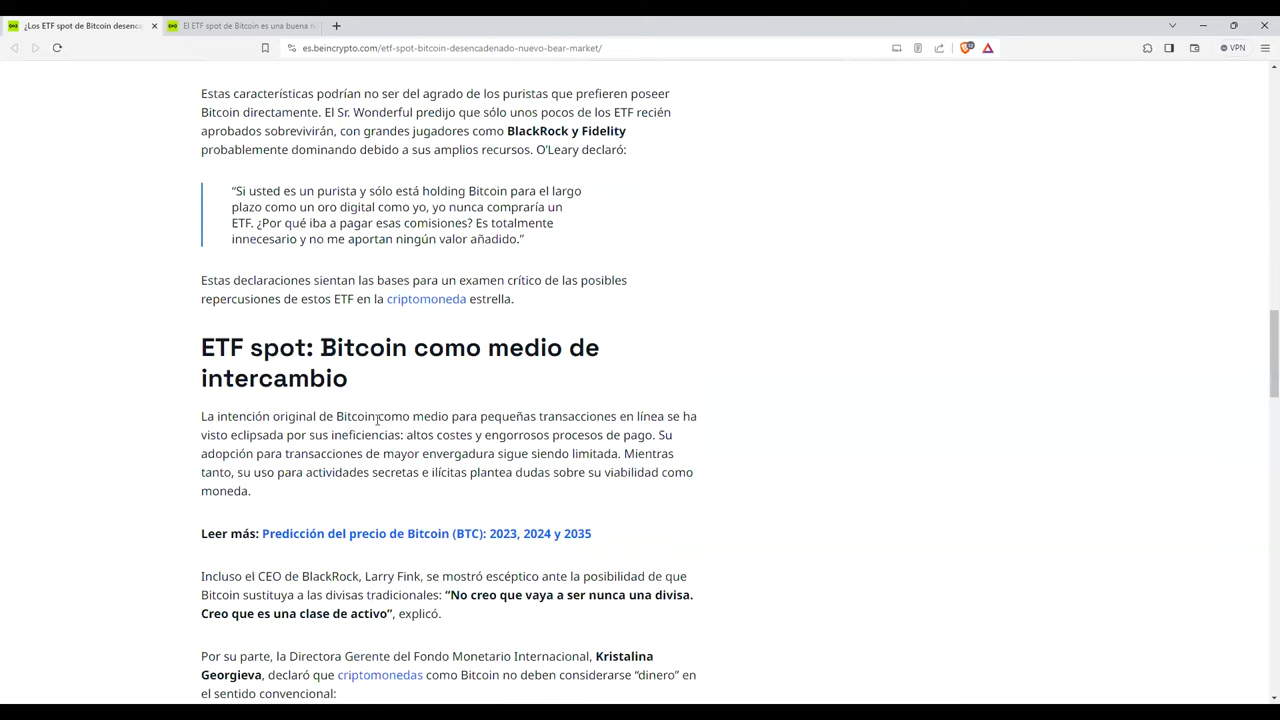 ¿Los ETF spot de Bitcoin desenca
El ETF spot de Bitcoin es una buena n
es.beincrypto.com/etf-spot-bitcoin-desencadenado-nuevo-bear-market/
VPN
Estas características podrían no ser del agrado de los puristas que prefieren poseer
Bitcoin directamente. El Sr. Wonderful predijo que sólo unos pocos de los ETF recién
aprobados sobrevivirán, con grandes jugadores como BlackRock y Fidelity
probablemente dominando debido a sus amplios recursos. O'Leary declaró:
“Si usted es un purista y sólo está holding Bitcoin para el largo
plazo como un oro digital como yo, yo nunca compraría un
ETF. ¿Por qué iba a pagar esas comisiones? Es totalmente
innecesario y no me aportan ningún valor añadido.”
Estas declaraciones sientan las bases para un examen crítico de las posibles
repercusiones de estos ETF en la criptomoneda estrella.
ETF spot: Bitcoin como medio de
intercambio
La intención original de Bitcoin como medio para pequeñas transacciones en línea se ha
visto eclipsada por sus ineficiencias: altos costes y engorrosos procesos de pago. Su
adopción para transacciones de mayor envergadura sigue siendo limitada. Mientras
tanto, su uso para actividades secretas e ilícitas plantea dudas sobre su viabilidad como
moneda.
Leer más: Predicción del precio de Bitcoin (BTC): 2023, 2024 y 2035
Incluso el CEO de BlackRock, Larry Fink, se mostró escéptico ante la posibilidad de que
Bitcoin sustituya a las divisas tradicionales: “No creo que vaya a ser nunca una divisa.
Creo que es una clase de activo”, explicó.
Por su parte, la Directora Gerente del Fondo Monetario Internacional, Kristalina
Georgieva, declaró que criptomonedas como Bitcoin no deben considerarse “dinero” en
el sentido convencional: